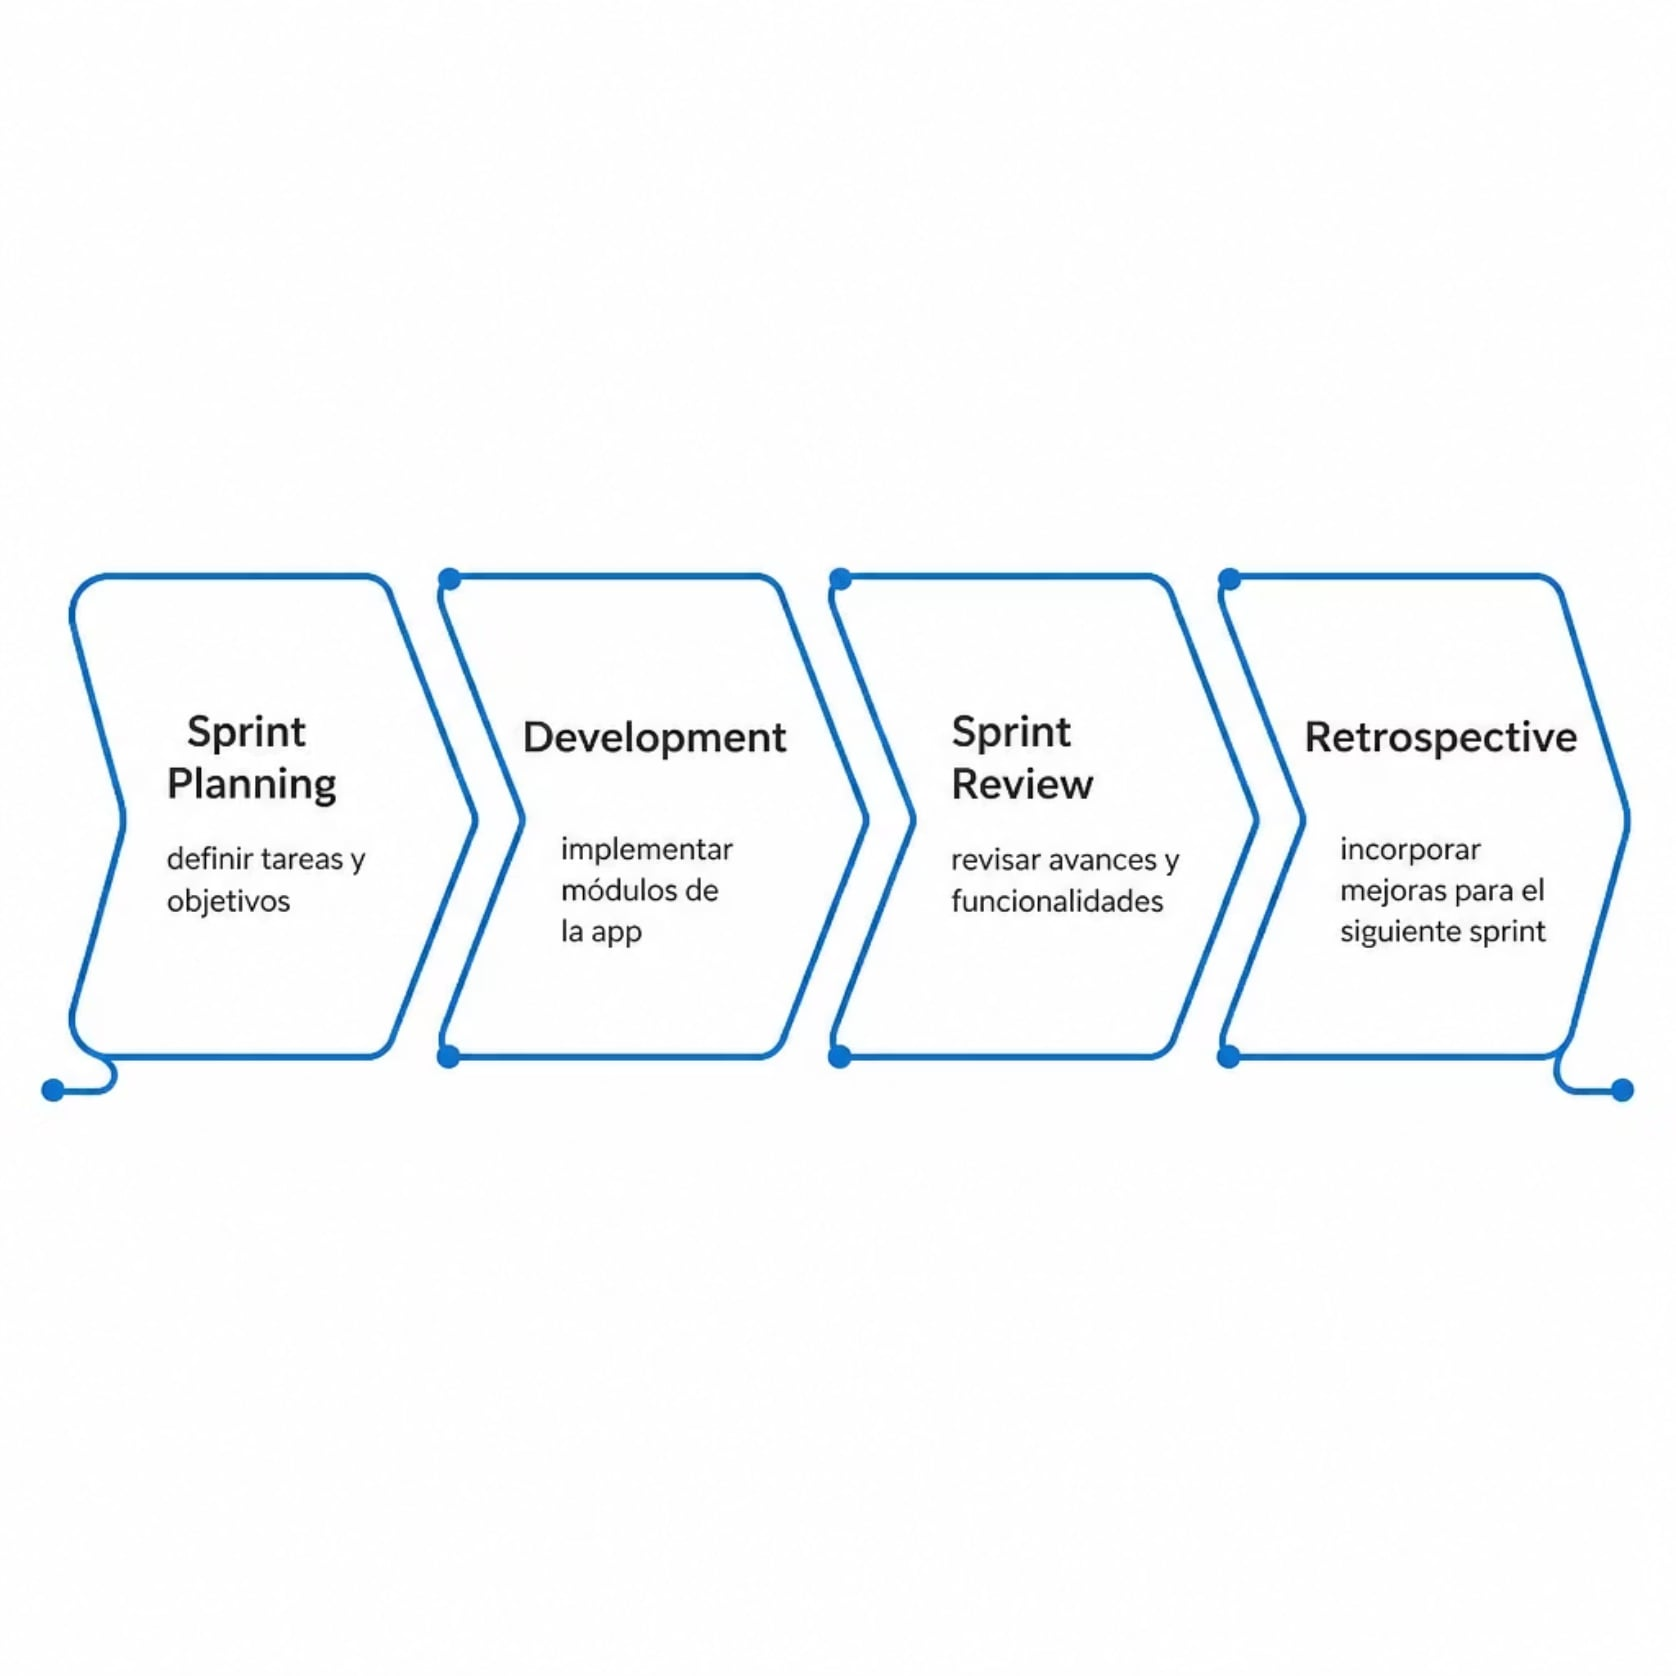 Sprint
Planning
definir tareas y
objetivos
Development
implementar
módulos de
la app
Sprint
Review
revisar avances y
funcionalidades
Retrospective
incorporar
mejoras para el
siguiente sprint